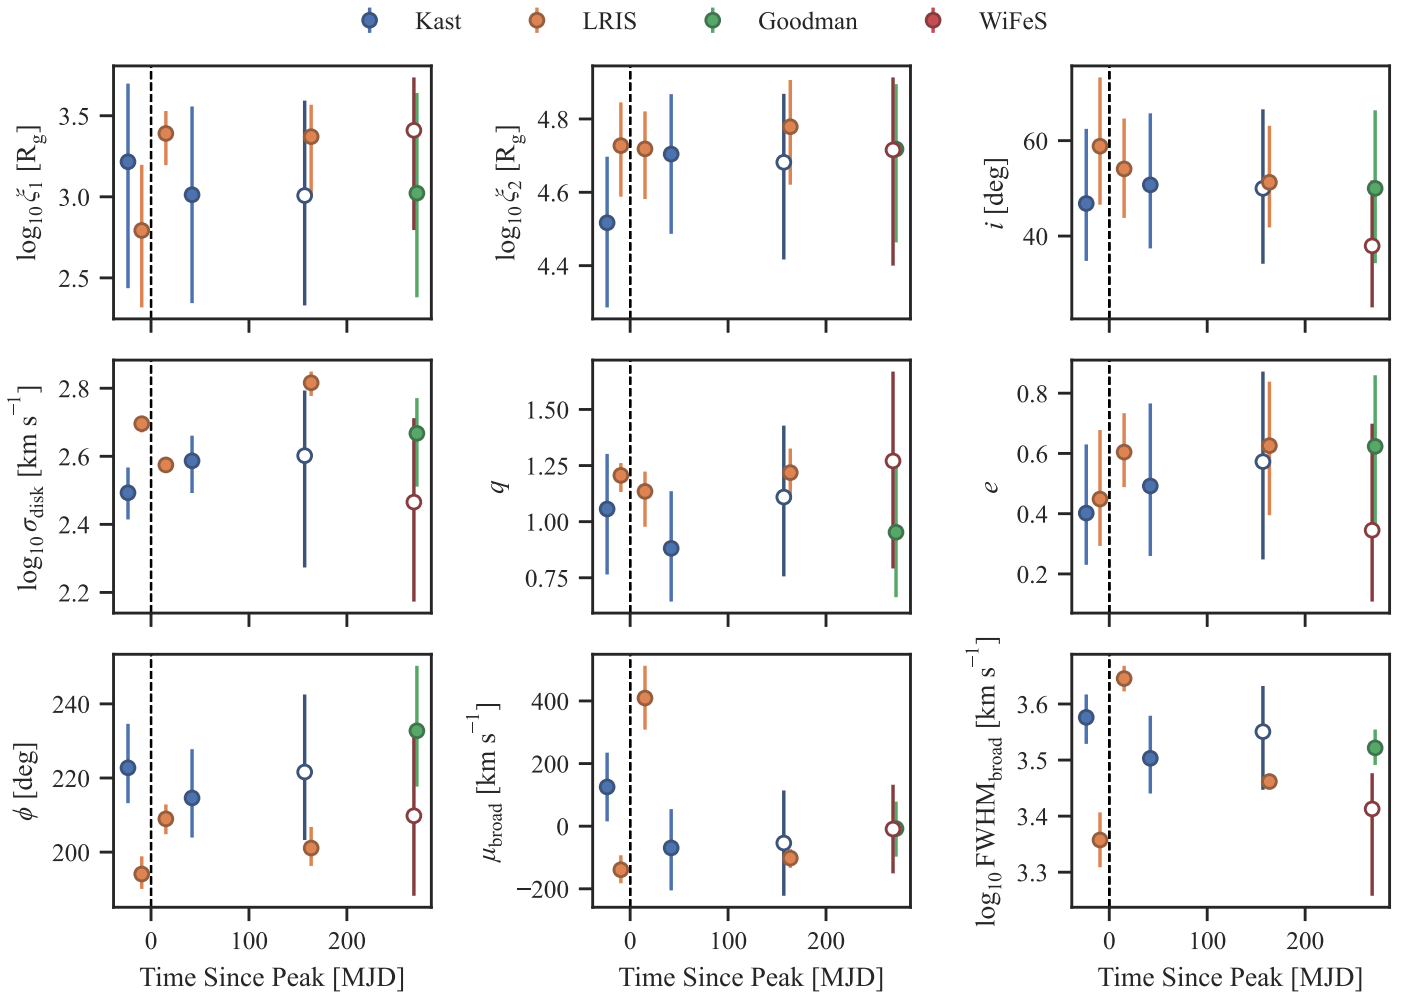 Kast LRIS Goodman WiFeS
log₁₀ ξ₁ [R_g]
3.5
3.0
2.5
log₁₀ ξ₂ [R_g]
4.8
4.6
4.4
i [deg]
60
40
log₁₀ σ_disk [km s⁻¹]
2.8
2.6
2.4
2.2
q
1.50
1.25
1.00
0.75
e
0.8
0.6
0.4
0.2
ϕ [deg]
240
220
200
0 100 200
Time Since Peak [MJD]
μ_broad [km s⁻¹]
400
200
0
−200
0 100 200
Time Since Peak [MJD]
log₁₀ FWHM_broad [km s⁻¹]
3.6
3.5
3.4
3.3
0 100 200
Time Since Peak [MJD]